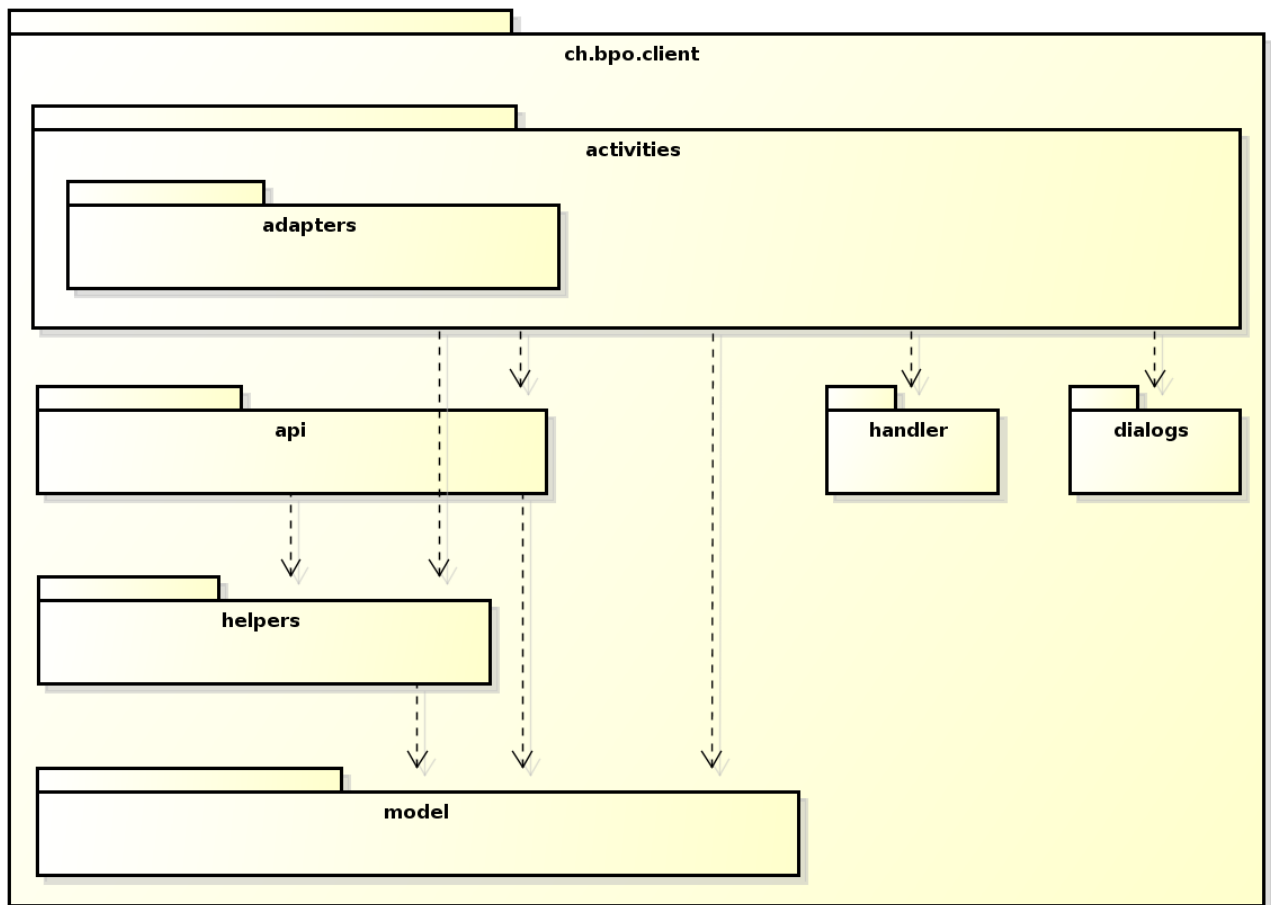 ch.bpo.client
activities
adapters
api
handler
dialogs
helpers
model